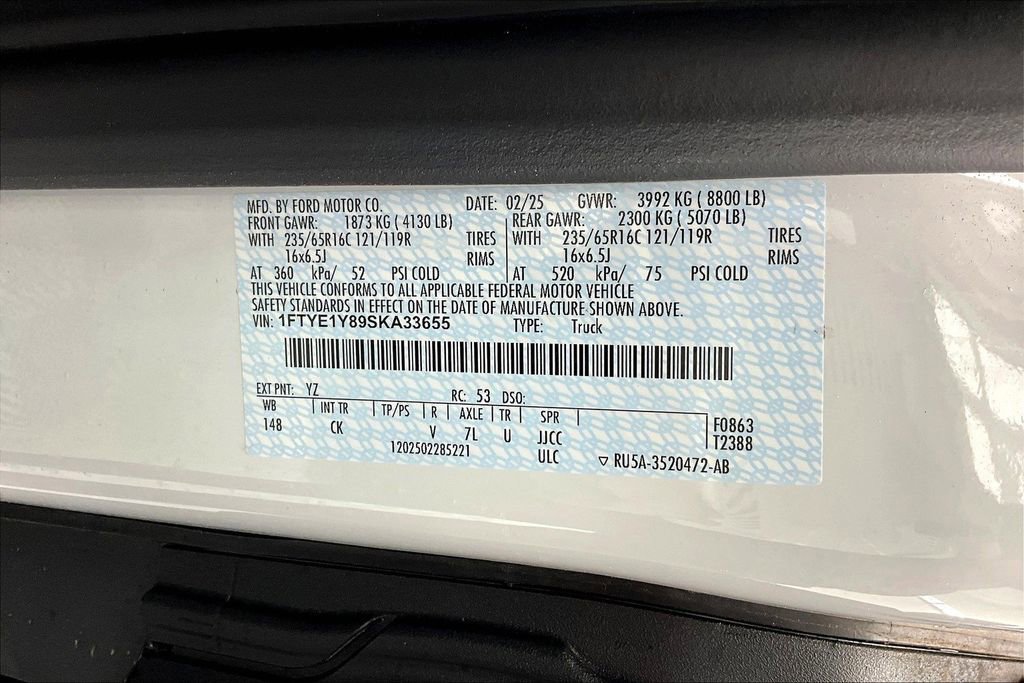 MFD. BY FORD MOTOR CO. DATE: 02/25 GVWR: 3992 KG ( 8800 LB)
FRONT GAWR: 1873 KG ( 4130 LB) REAR GAWR: 2300 KG ( 5070 LB)
WITH 235/65R16C 121/119R TIRES WITH 235/65R16C 121/119R TIRES
16x6.5J RIMS 16x6.5J RIMS
AT 360 kPa/ 52 PSI COLD AT 520 kPa/ 75 PSI COLD
THIS VEHICLE CONFORMS TO ALL APPLICABLE FEDERAL MOTOR VEHICLE
SAFETY STANDARDS IN EFFECT ON THE DATE OF MANUFACTURE SHOWN ABOVE.
VIN: 1FTYE1Y89SKA33655 TYPE: Truck
EXT PNT: YZ RC: 53 DSO:
WB INT TR TP/PS R AXLE TR SPR F0863
148 CK V 7L U JJCC T2388
1202502285221 ULC ▽ RU5A-3520472-AB